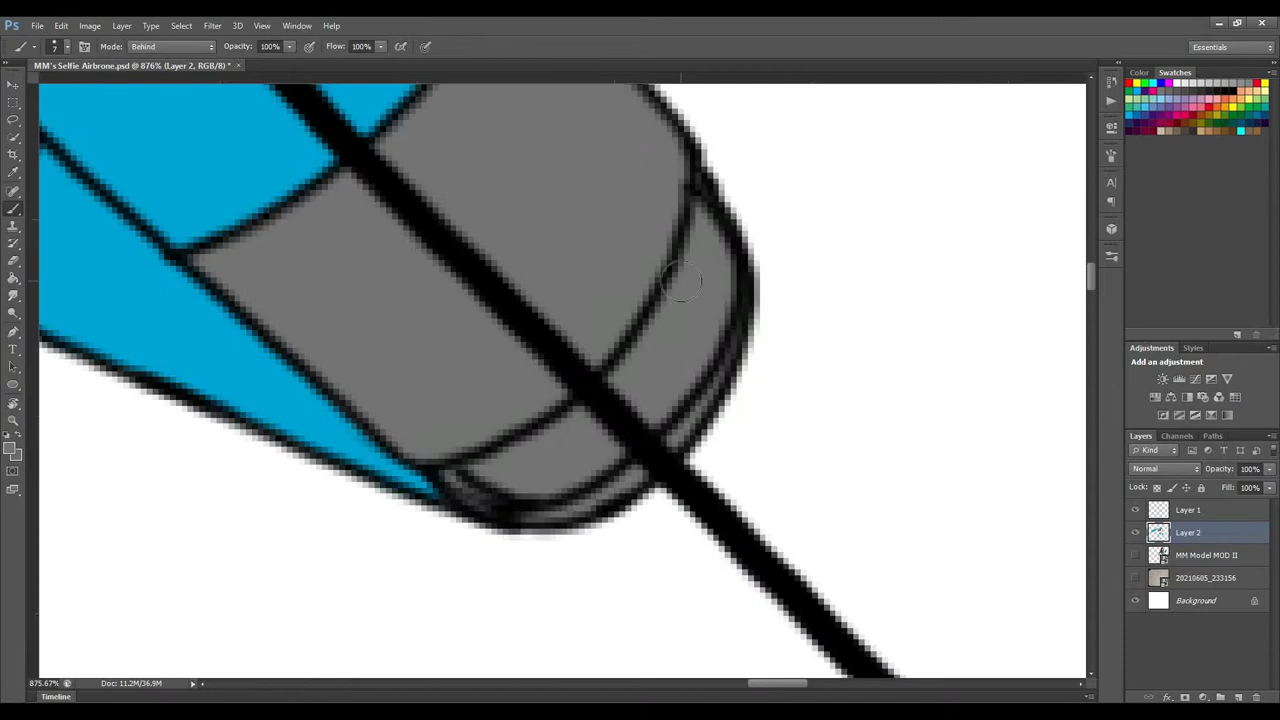 Ps File Edit Image Layer Type Select Filter 3D View Window Help
7 Mode: Behind Opacity: 100% Flow: 100% Essentials
MM's Selfie Airbrone.psd @ 876% (Layer 2, RGB/8) * ×
Color Swatches
Adjustments Styles
Add an adjustment
Layers Channels Paths
Kind
Normal Opacity: 100%
Lock: Fill: 100%
Layer 1
Layer 2
MM Model MOD II
20210605_233156
Background
875.67% Doc: 11.2M/36.9M
Timeline